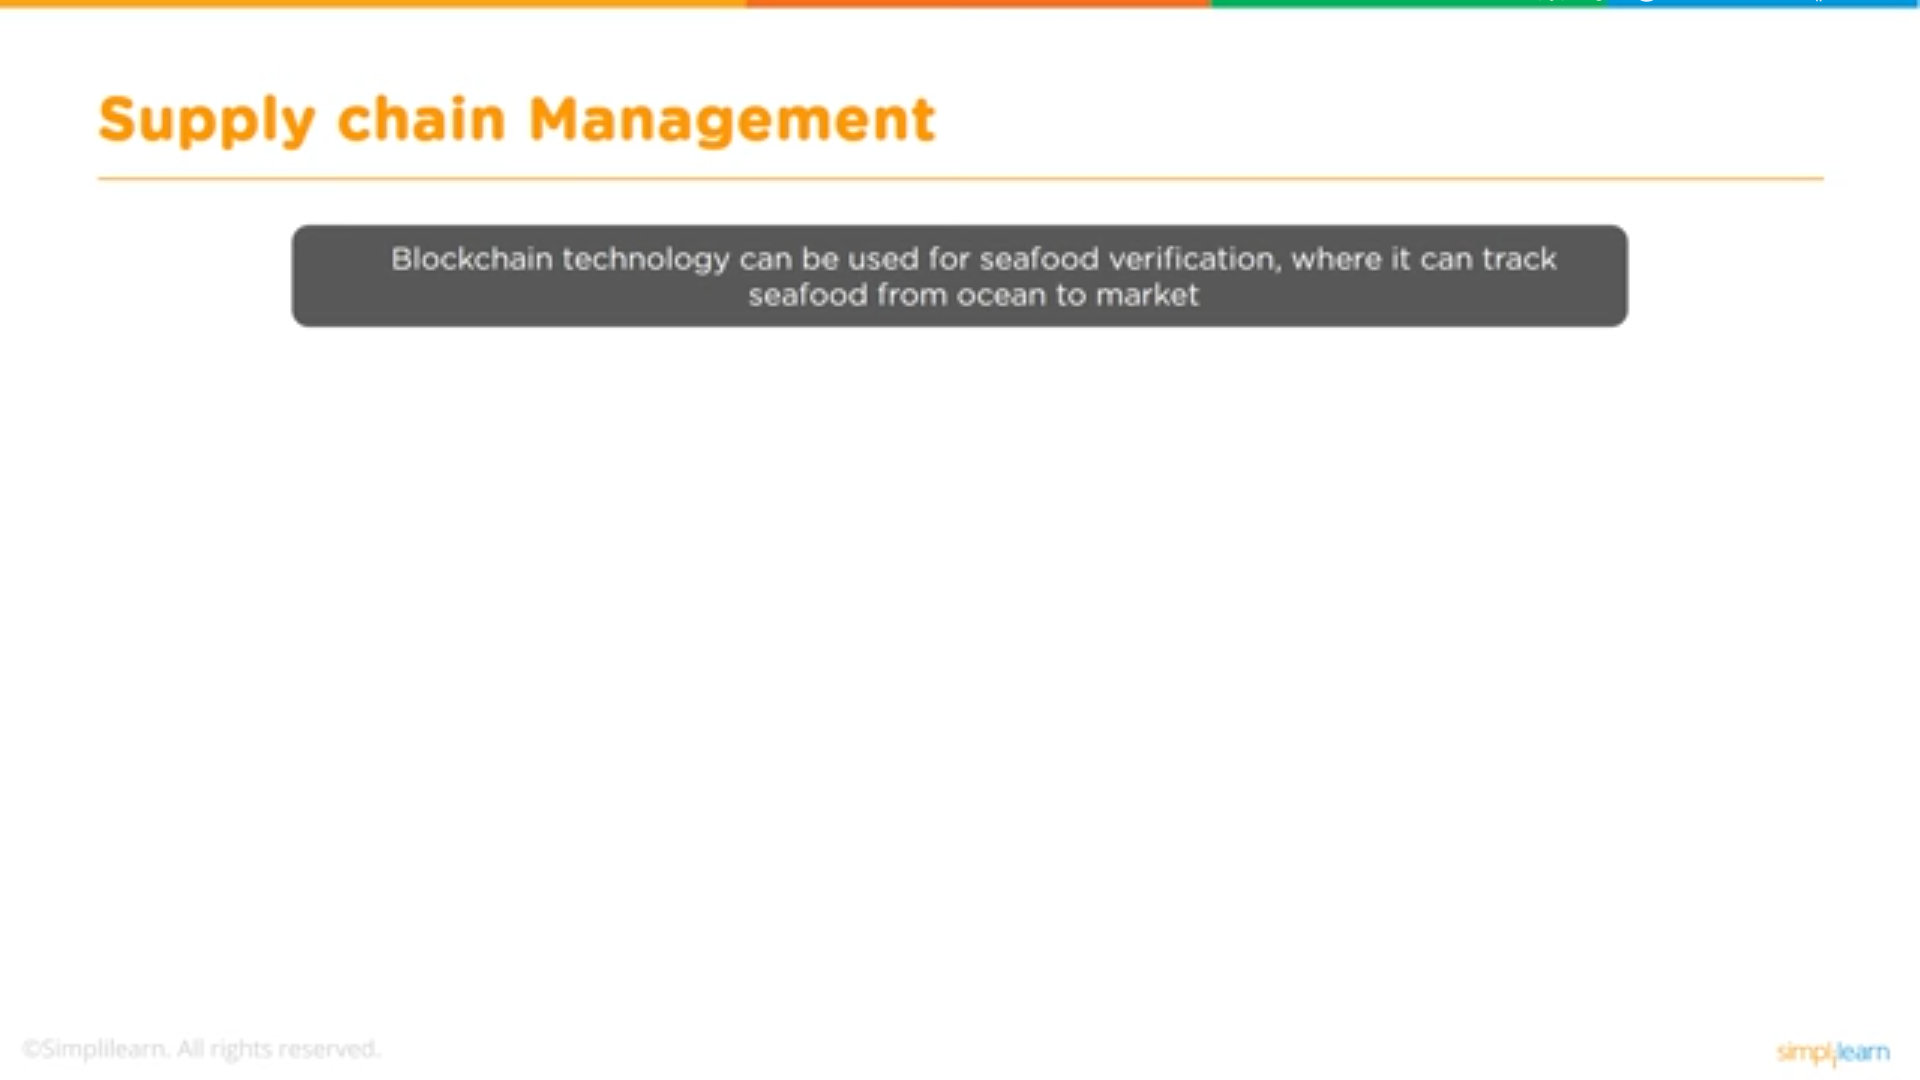 Supply chain Management
Blockchain technology can be used for seafood verification, where it can track
seafood from ocean to market
©Simplilearn. All rights reserved.
simplilearn